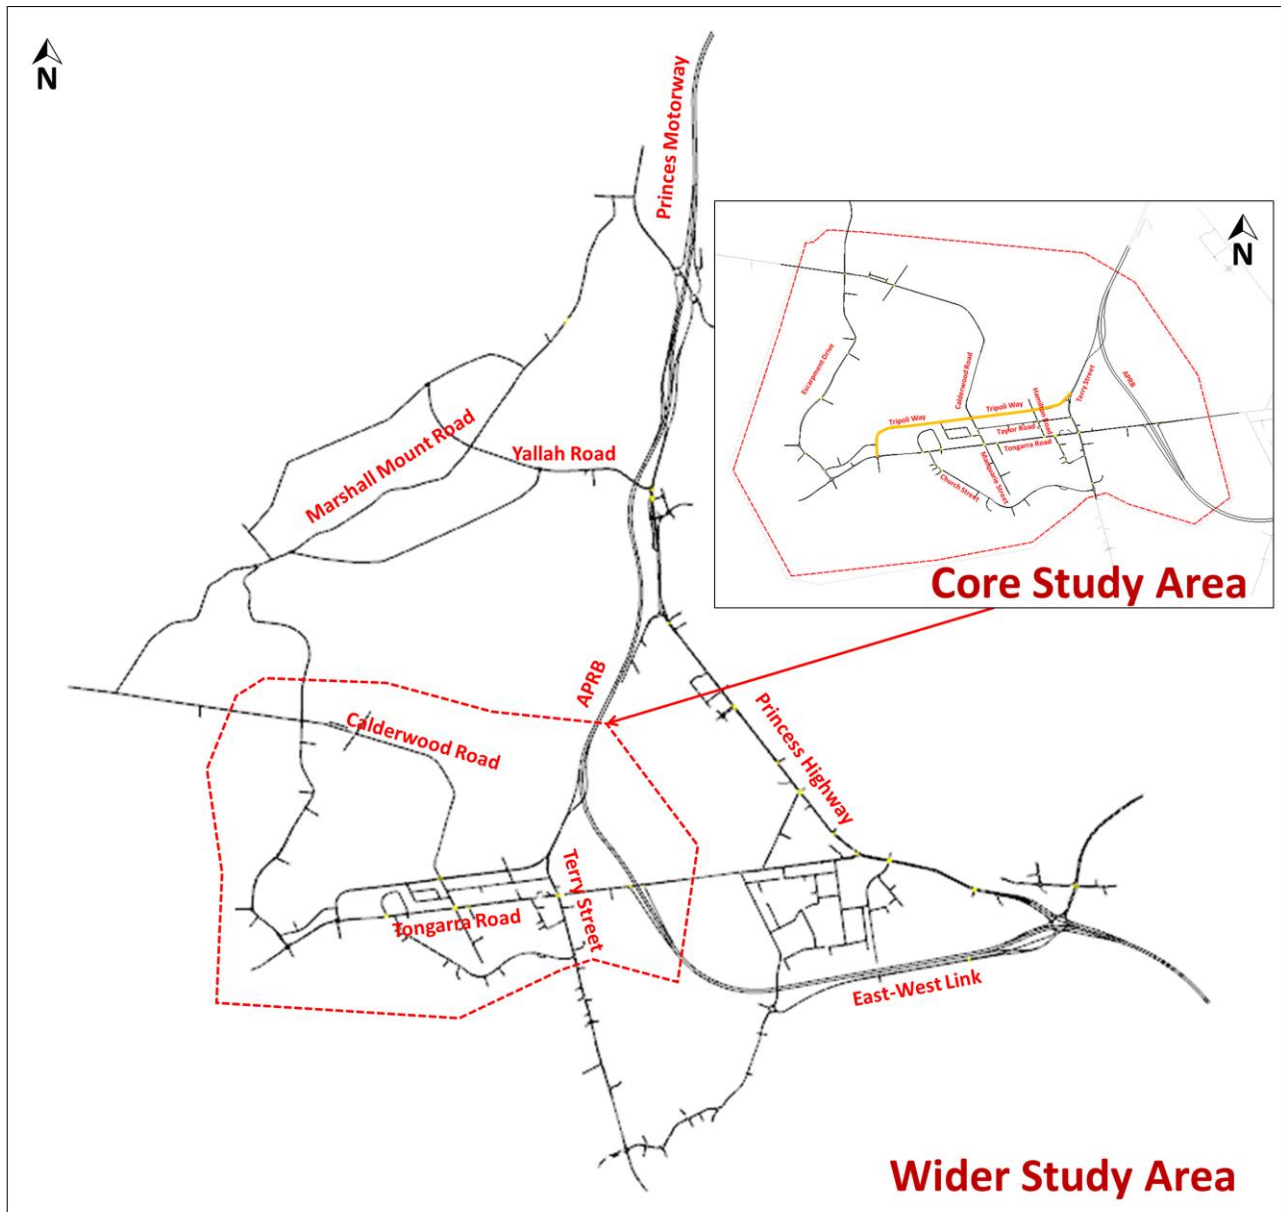 N
Princes Motorway
N
Escarpment Drive
Calderwood Road
Tripoli Way
Tripoli Way
Hamilton Road
Terry Street
APRB
Taylor Road
Tongarra Road
Macquarie Street
Church Street
Core Study Area
Marshall Mount Road
Yallah Road
APRB
Calderwood Road
Princess Highway
Terry Street
Tongarra Road
East-West Link
Wider Study Area